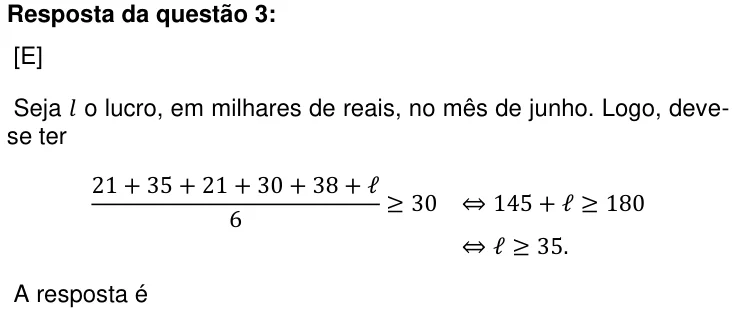 Resposta da questão 3:
[E]
Seja 𝑙 o lucro, em milhares de reais, no mês de junho. Logo, deve-
se ter
21 + 35 + 21 + 30 + 38 + ℓ
6
≥ 30 ⇔ 145 + ℓ ≥ 180
⇔ ℓ ≥ 35.
A resposta é